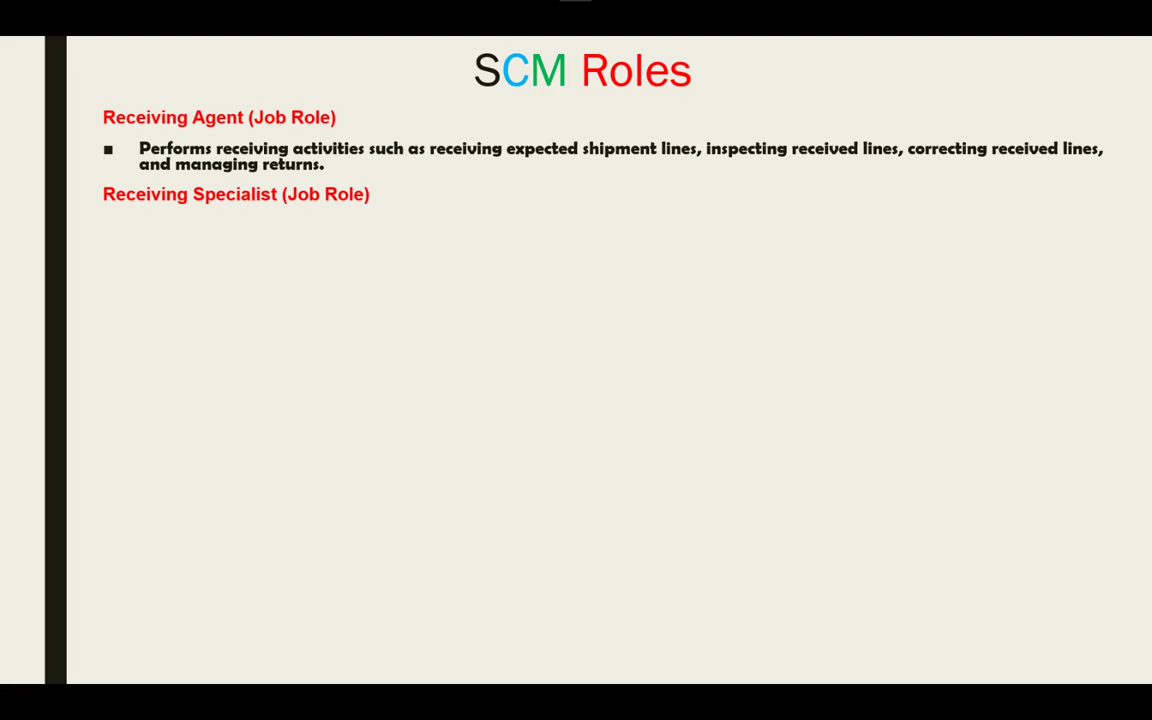 SCM Roles
Receiving Agent (Job Role)
■ Performs receiving activities such as receiving expected shipment lines, inspecting received lines, correcting received lines,
and managing returns.
Receiving Specialist (Job Role)